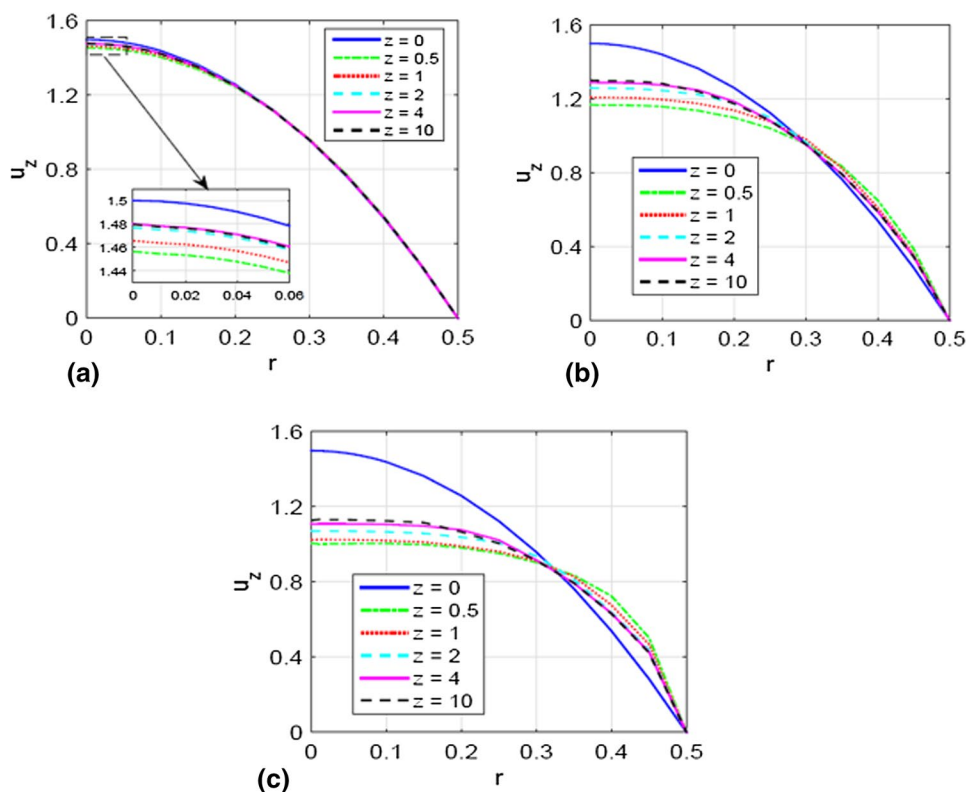 1.6
1.2
0.8
0.4
0
u_z
z = 0
z = 0.5
z = 1
z = 2
z = 4
z = 10
1.5
1.48
1.46
1.44
0 0.02 0.04 0.06
0 0.1 0.2 0.3 0.4 0.5
r
(a)
1.6
1.2
0.8
0.4
0
u_z
z = 0
z = 0.5
z = 1
z = 2
z = 4
z = 10
0 0.1 0.2 0.3 0.4 0.5
r
(b)
1.6
1.2
0.8
0.4
0
u_z
z = 0
z = 0.5
z = 1
z = 2
z = 4
z = 10
0 0.1 0.2 0.3 0.4 0.5
r
(c)